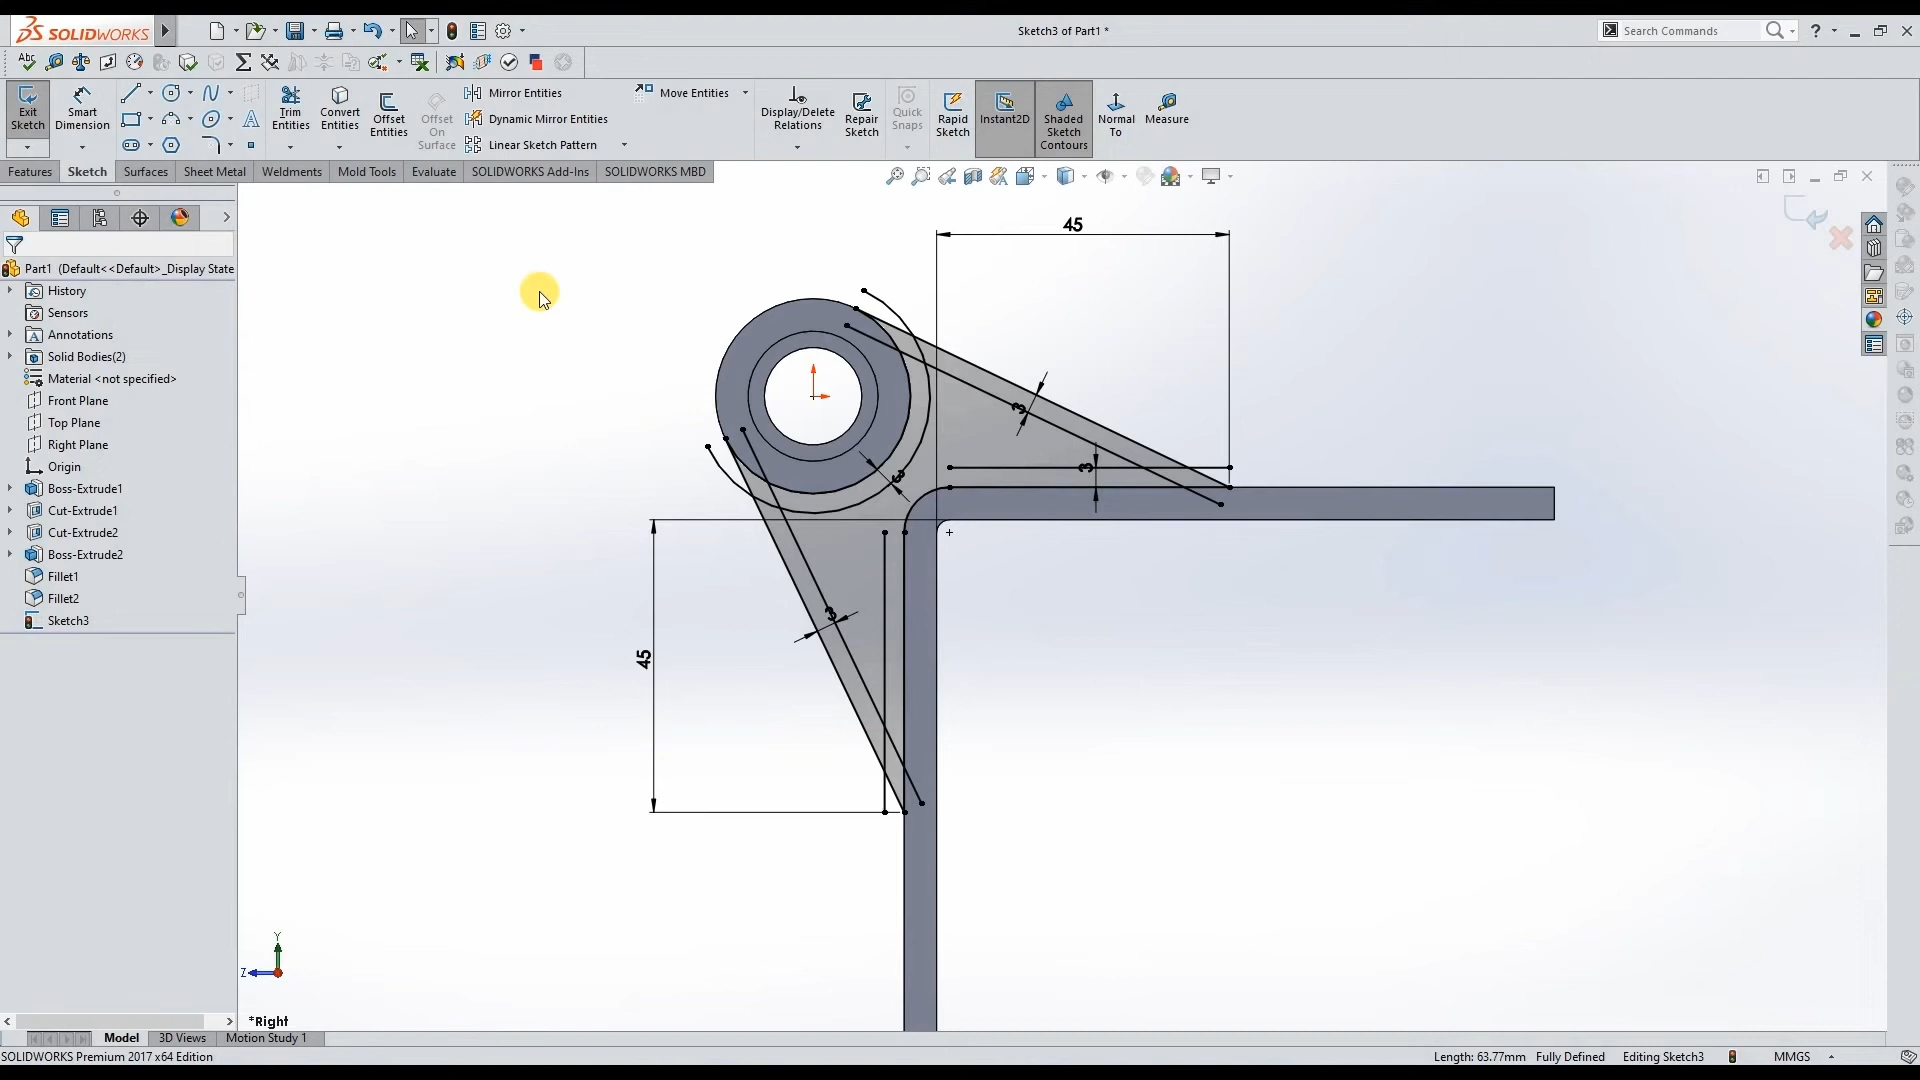 SOLIDWORKS
Sketch3 of Part1 *
Search Commands
?
Abc
Exit Sketch
Smart Dimension
Trim Entities
Convert Entities
Offset Entities
Offset On Surface
Mirror Entities
Dynamic Mirror Entities
Linear Sketch Pattern
Move Entities
Display/Delete Relations
Repair Sketch
Quick Snaps
Rapid Sketch
Instant2D
Shaded Sketch Contours
Normal To
Measure
Features
Sketch
Surfaces
Sheet Metal
Weldments
Mold Tools
Evaluate
SOLIDWORKS Add-Ins
SOLIDWORKS MBD
Part1 (Default<<Default>_Display State
History
Sensors
Annotations
Solid Bodies(2)
Material <not specified>
Front Plane
Top Plane
Right Plane
Origin
Boss-Extrude1
Cut-Extrude1
Cut-Extrude2
Boss-Extrude2
Fillet1
Fillet2
Sketch3
45
3
3
3
3
45
Y
Z
*Right
Model
3D Views
Motion Study 1
SOLIDWORKS Premium 2017 x64 Edition
Length: 63.77mm
Fully Defined
Editing Sketch3
MMGS